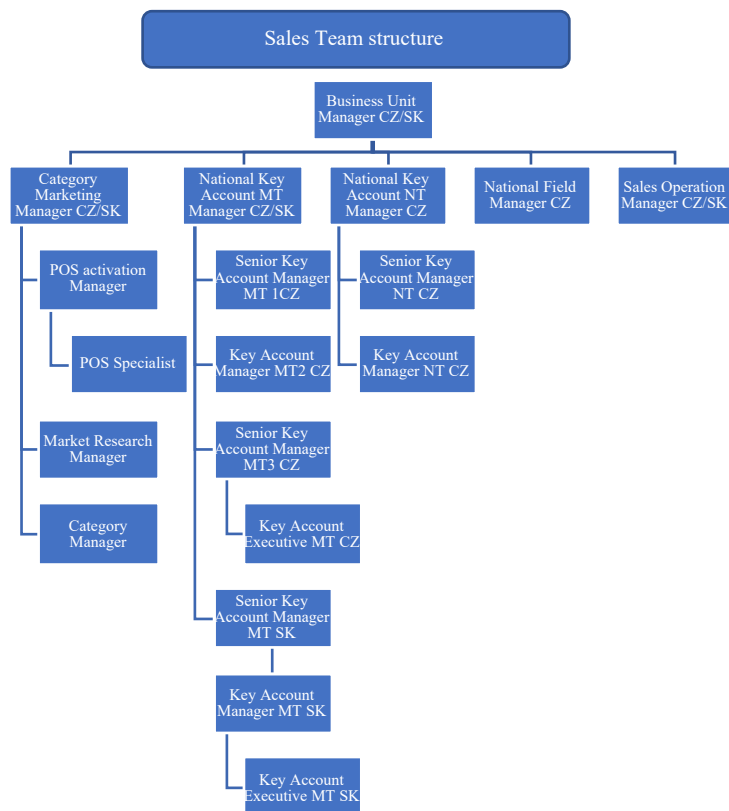 Sales Team structure
Business Unit
Manager CZ/SK
Category
Marketing
Manager CZ/SK
National Key
Account MT
Manager CZ/SK
National Key
Account NT
Manager CZ
National Field
Manager CZ
Sales Operation
Manager CZ/SK
POS activation
Manager
Senior Key
Account Manager
MT 1CZ
Senior Key
Account Manager
NT CZ
POS Specialist
Key Account
Manager MT2 CZ
Key Account
Manager NT CZ
Market Research
Manager
Senior Key
Account Manager
MT3 CZ
Category
Manager
Key Account
Executive MT CZ
Senior Key
Account Manager
MT SK
Key Account
Manager MT SK
Key Account
Executive MT SK